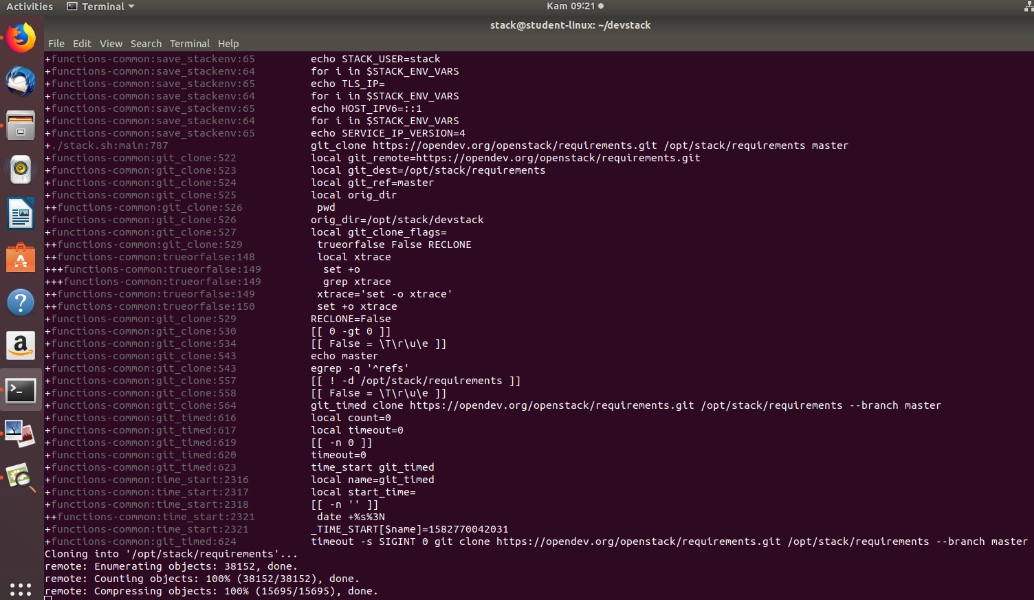 Activities Terminal Kam 09:21
stack@student-linux: ~/devstack
File Edit View Search Terminal Help
+functions-common:save_stackenv:65 echo STACK_USER=stack
+functions-common:save_stackenv:64 for i in $STACK_ENV_VARS
+functions-common:save_stackenv:65 echo TLS_IP=
+functions-common:save_stackenv:64 for i in $STACK_ENV_VARS
+functions-common:save_stackenv:65 echo HOST_IPV6=::1
+functions-common:save_stackenv:64 for i in $STACK_ENV_VARS
+functions-common:save_stackenv:65 echo SERVICE_IP_VERSION=4
+./stack.sh:main:787 git_clone https://opendev.org/openstack/requirements.git /opt/stack/requirements master
+functions-common:git_clone:522 local git_remote=https://opendev.org/openstack/requirements.git
+functions-common:git_clone:523 local git_dest=/opt/stack/requirements
+functions-common:git_clone:524 local git_ref=master
+functions-common:git_clone:525 local orig_dir
++functions-common:git_clone:526 pwd
+functions-common:git_clone:526 orig_dir=/opt/stack/devstack
+functions-common:git_clone:527 local git_clone_flags=
++functions-common:git_clone:529 trueorfalse False RECLONE
++functions-common:trueorfalse:148 local xtrace
+++functions-common:trueorfalse:149 set +o
+++functions-common:trueorfalse:149 grep xtrace
++functions-common:trueorfalse:149 xtrace='set -o xtrace'
++functions-common:trueorfalse:150 set +o xtrace
+functions-common:git_clone:529 RECLONE=False
+functions-common:git_clone:530 [[ 0 -gt 0 ]]
+functions-common:git_clone:534 [[ False = \T\r\u\e ]]
+functions-common:git_clone:543 echo master
+functions-common:git_clone:543 egrep -q '^refs'
+functions-common:git_clone:557 [[ ! -d /opt/stack/requirements ]]
+functions-common:git_clone:558 [[ False = \T\r\u\e ]]
+functions-common:git_clone:564 git_timed clone https://opendev.org/openstack/requirements.git /opt/stack/requirements --branch master
+functions-common:git_timed:616 local count=0
+functions-common:git_timed:617 local timeout=0
+functions-common:git_timed:619 [[ -n 0 ]]
+functions-common:git_timed:620 timeout=0
+functions-common:git_timed:623 time_start git_timed
+functions-common:time_start:2316 local name=git_timed
+functions-common:time_start:2317 local start_time=
+functions-common:time_start:2318 [[ -n '' ]]
++functions-common:time_start:2321 date +%s%3N
+functions-common:time_start:2321 _TIME_START[$name]=1582770042031
+functions-common:git_timed:624 timeout -s SIGINT 0 git clone https://opendev.org/openstack/requirements.git /opt/stack/requirements --branch master
Cloning into '/opt/stack/requirements'...
remote: Enumerating objects: 38152, done.
remote: Counting objects: 100% (38152/38152), done.
remote: Compressing objects: 100% (15695/15695), done.